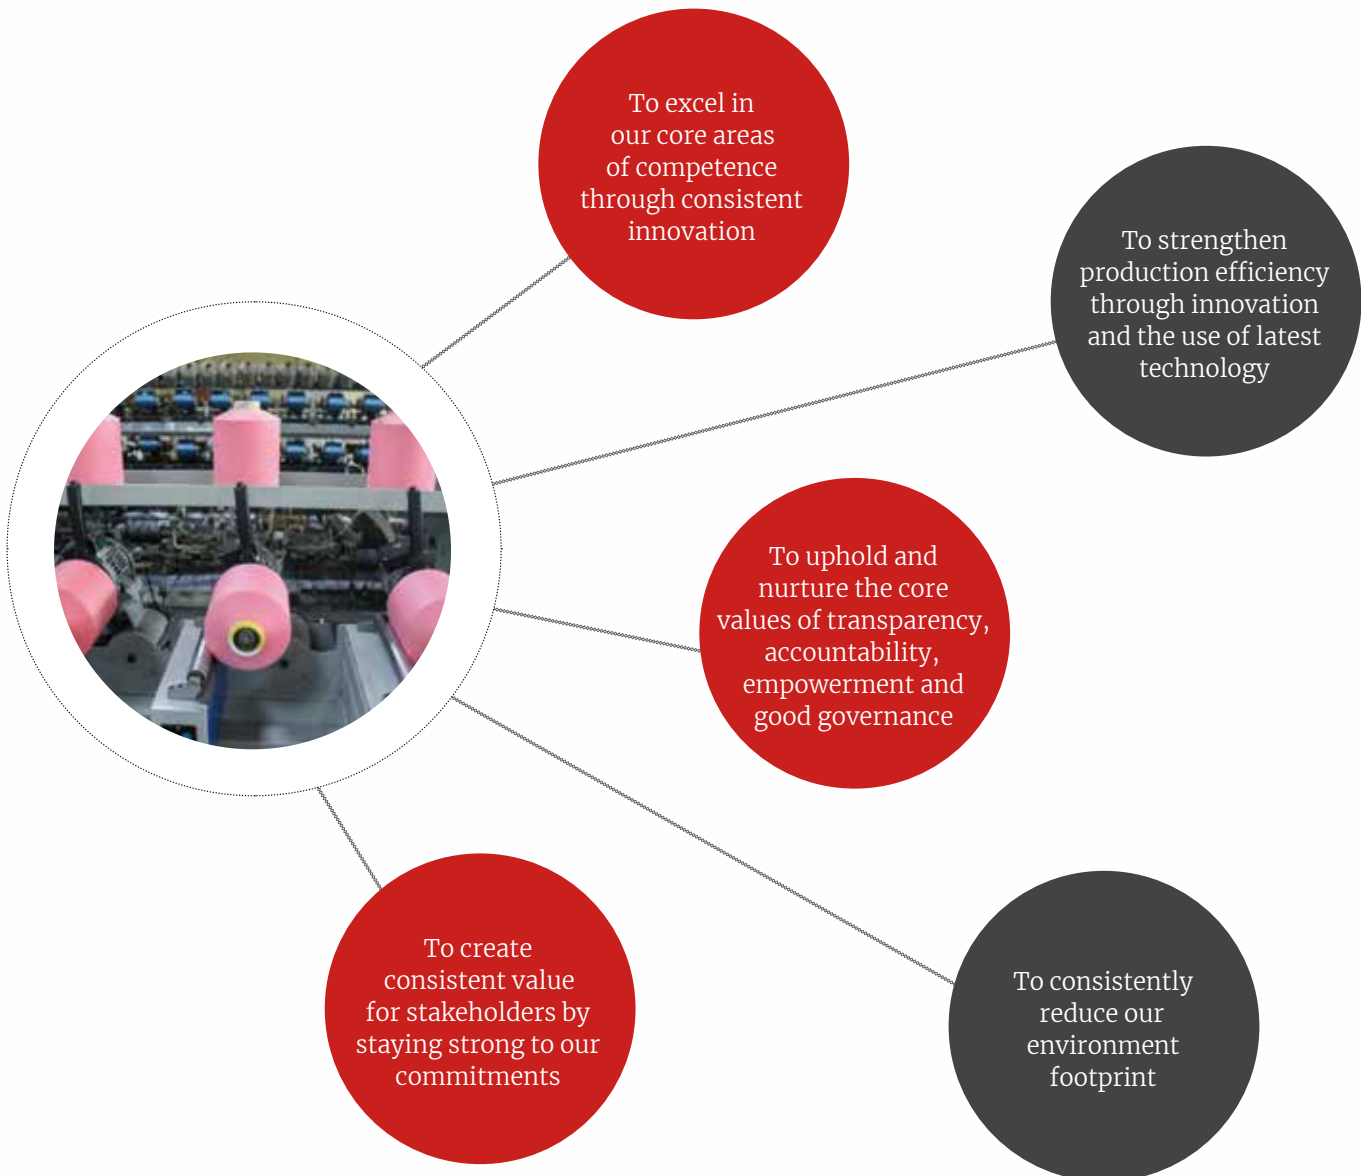 To excel in
our core areas
of competence
through consistent
innovation
To strengthen
production efficiency
through innovation
and the use of latest
technology
To uphold and
nurture the core
values of transparency,
accountability,
empowerment and
good governance
To create
consistent value
for stakeholders by
staying strong to our
commitments
To consistently
reduce our
environment
footprint